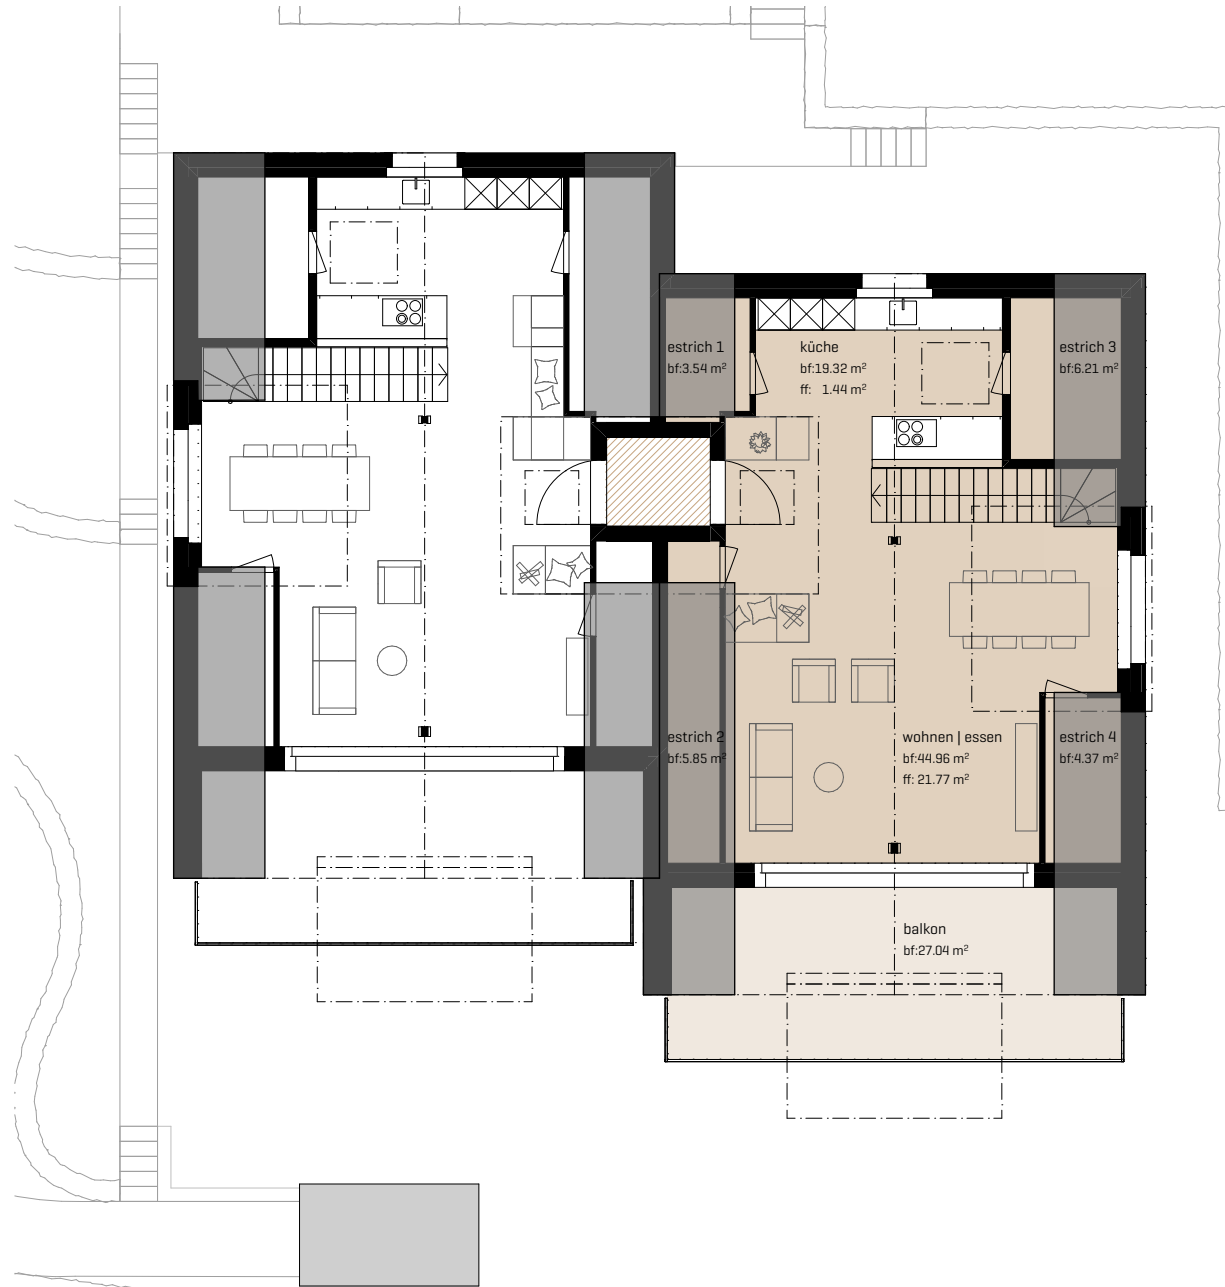 estrich 1
bf:3.54 m²
küche
bf:19.32 m²
ff: 1.44 m²
estrich 3
bf:6.21 m²
estrich 2
bf:5.85 m²
wohnen | essen
bf:44.96 m²
ff: 21.77 m²
estrich 4
bf:4.37 m²
balkon
bf:27.04 m²